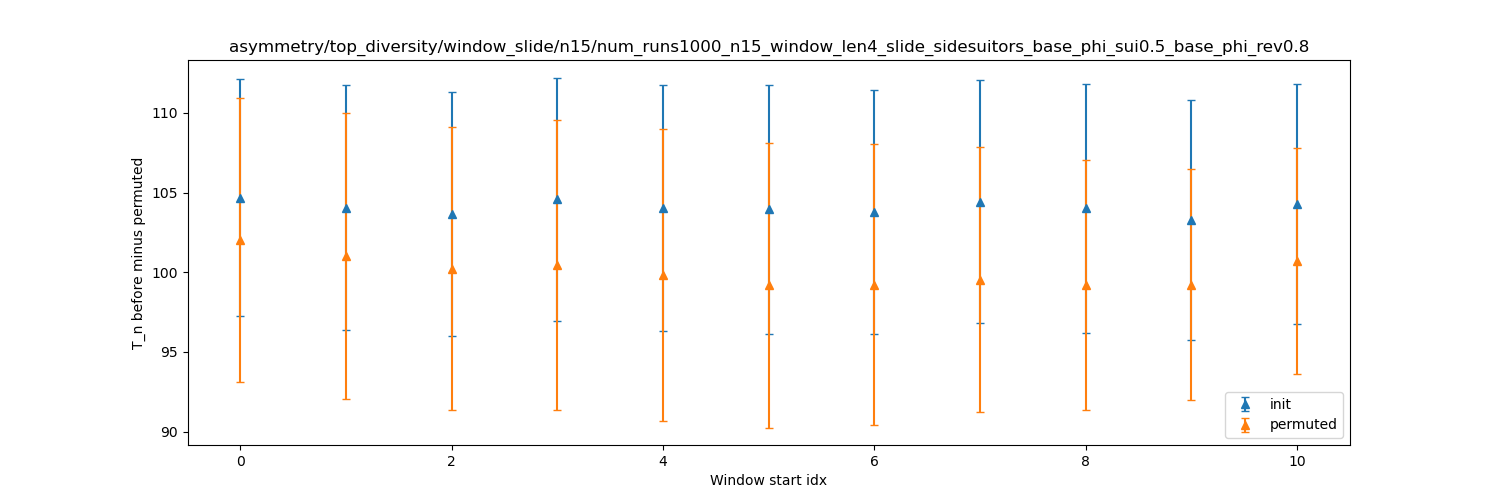 asymmetry/top_diversity/window_slide/n15/num_runs1000_n15_window_len4_slide_sidesuitors_base_phi_sui0.5_base_phi_rev0.8
T_n before minus permuted
110
105
100
95
90
init
permuted
0 2 4 6 8 10
Window start idx